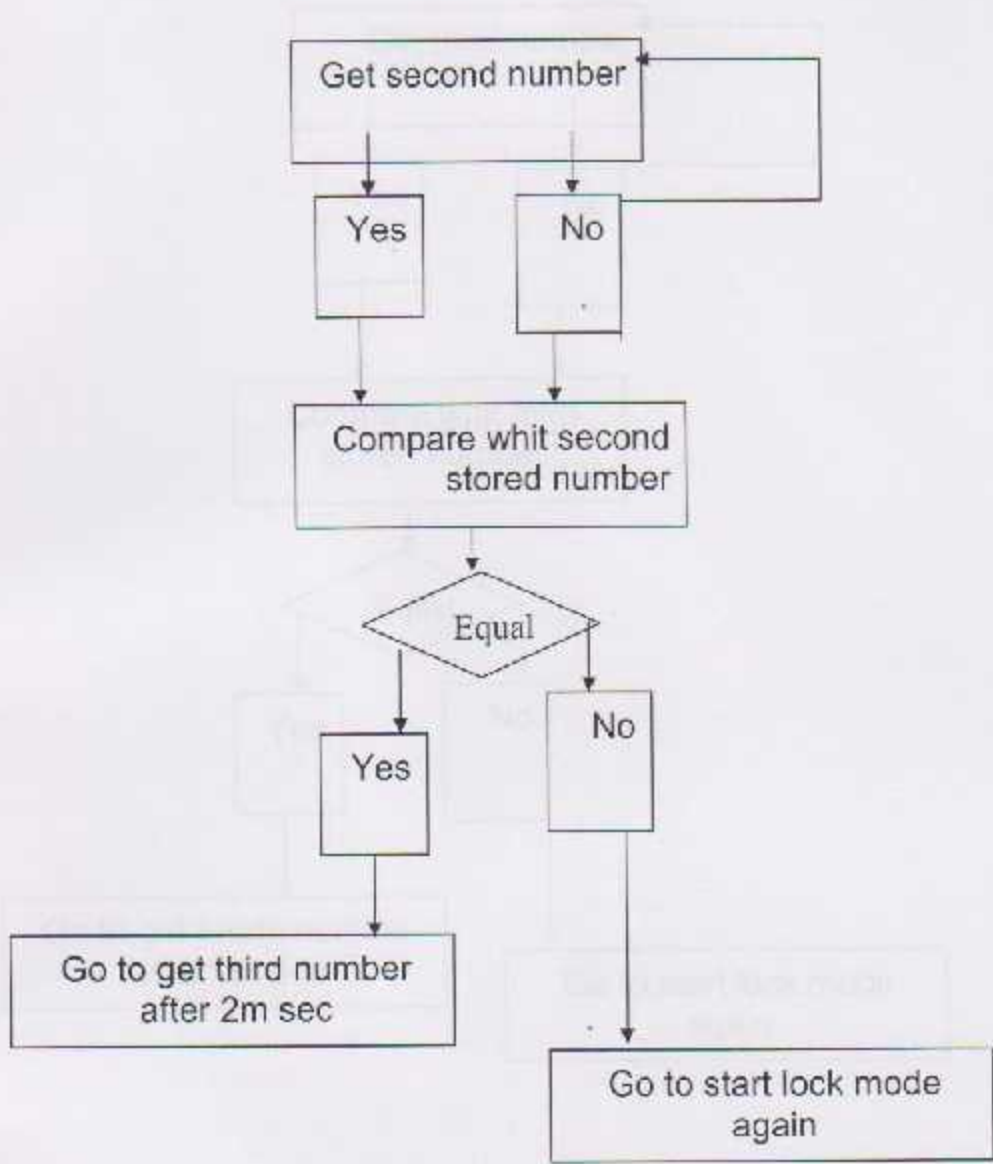 Get second number
Yes
No
Compare whit second
stored number
Equal
Yes
No
Go to get third number
after 2m sec
Go to start lock mode
again